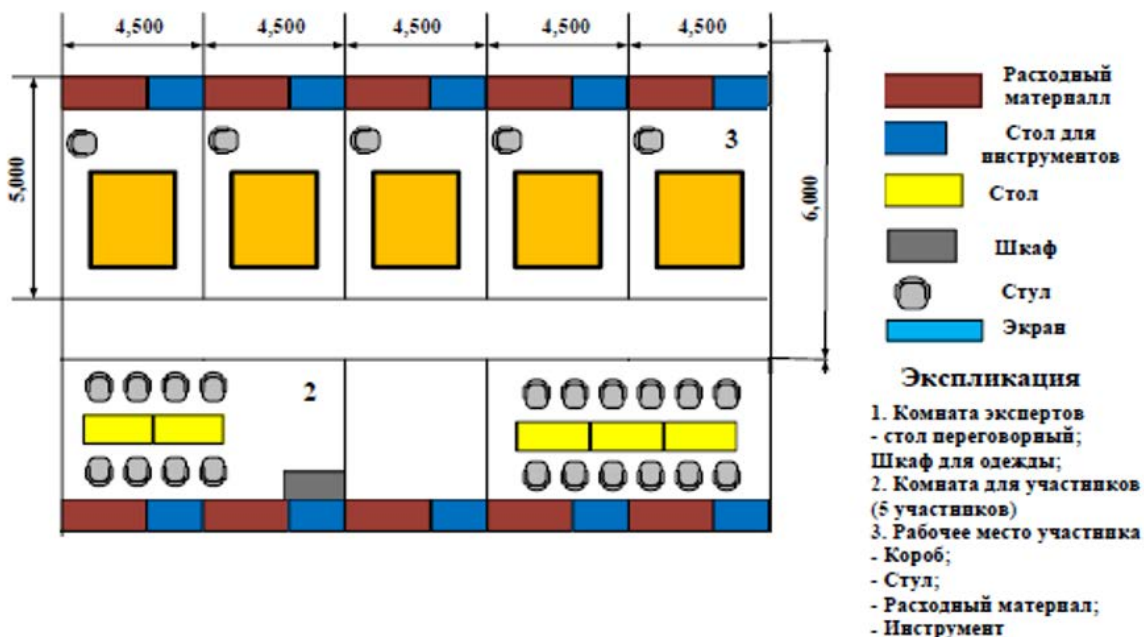 4,500 4,500 4,500 4,500 4,500
5,000
3
6,000
2
Расходный
материалл
Стол для
инструментов
Стол
Шкаф
Стул
Экран
Экспликация
1. Комната экспертов
- стол переговорный;
Шкаф для одежды;
2. Комната для участников
(5 участников)
3. Рабочее место участника
- Короб;
- Стул;
- Расходный материал;
- Инструмент